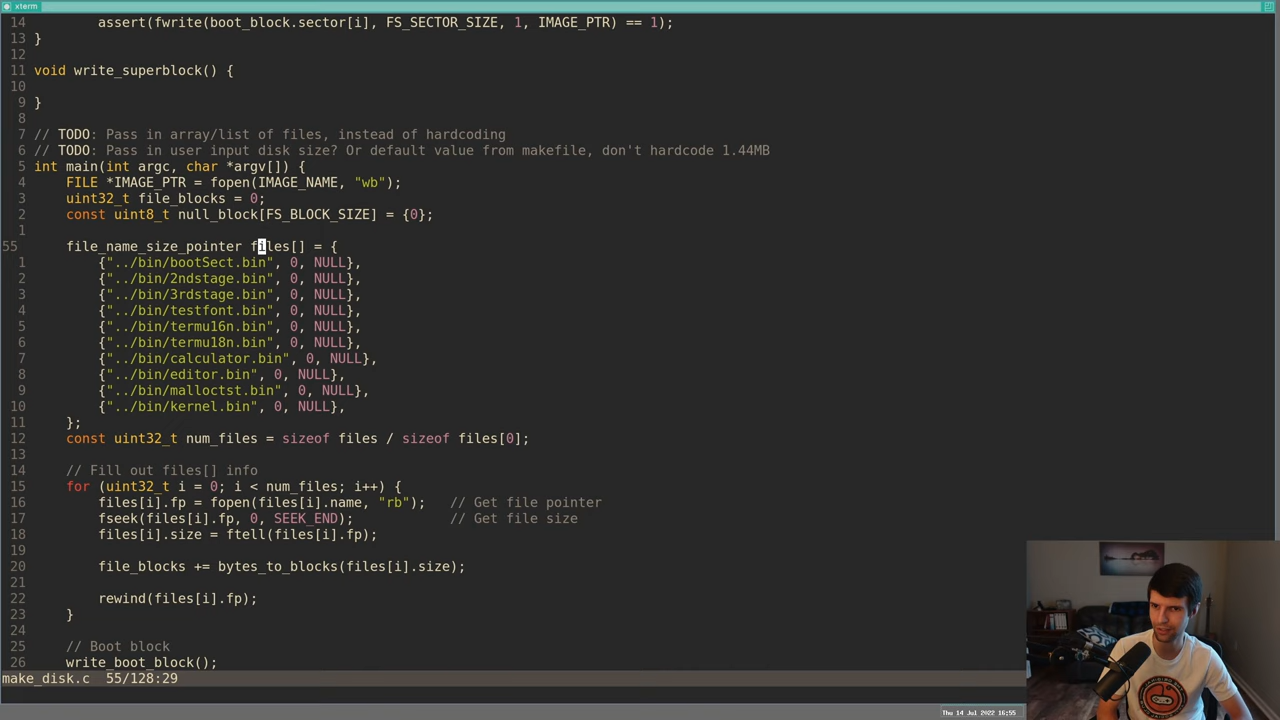 xterm
14         assert(fwrite(boot_block.sector[i], FS_SECTOR_SIZE, 1, IMAGE_PTR) == 1);
13 }
12
11 void write_superblock() {
10
9 }
8
7 // TODO: Pass in array/list of files, instead of hardcoding
6 // TODO: Pass in user input disk size? Or default value from makefile, don't hardcode 1.44MB
5 int main(int argc, char *argv[]) {
4     FILE *IMAGE_PTR = fopen(IMAGE_NAME, "wb");
3     uint32_t file_blocks = 0;
2     const uint8_t null_block[FS_BLOCK_SIZE] = {0};
1
55     file_name_size_pointer files[] = {
1         {"../bin/bootSect.bin", 0, NULL},
2         {"../bin/2ndstage.bin", 0, NULL},
3         {"../bin/3rdstage.bin", 0, NULL},
4         {"../bin/testfont.bin", 0, NULL},
5         {"../bin/termu16n.bin", 0, NULL},
6         {"../bin/termu18n.bin", 0, NULL},
7         {"../bin/calculator.bin", 0, NULL},
8         {"../bin/editor.bin", 0, NULL},
9         {"../bin/malloctst.bin", 0, NULL},
10         {"../bin/kernel.bin", 0, NULL},
11     };
12     const uint32_t num_files = sizeof files / sizeof files[0];
13
14     // Fill out files[] info
15     for (uint32_t i = 0; i < num_files; i++) {
16         files[i].fp = fopen(files[i].name, "rb");   // Get file pointer
17         fseek(files[i].fp, 0, SEEK_END);            // Get file size
18         files[i].size = ftell(files[i].fp);
19
20         file_blocks += bytes_to_blocks(files[i].size);
21
22         rewind(files[i].fp);
23     }
24
25     // Boot block
26     write_boot_block();
make_disk.c  55/128:29
Thu 14 Jul 2022 16:55